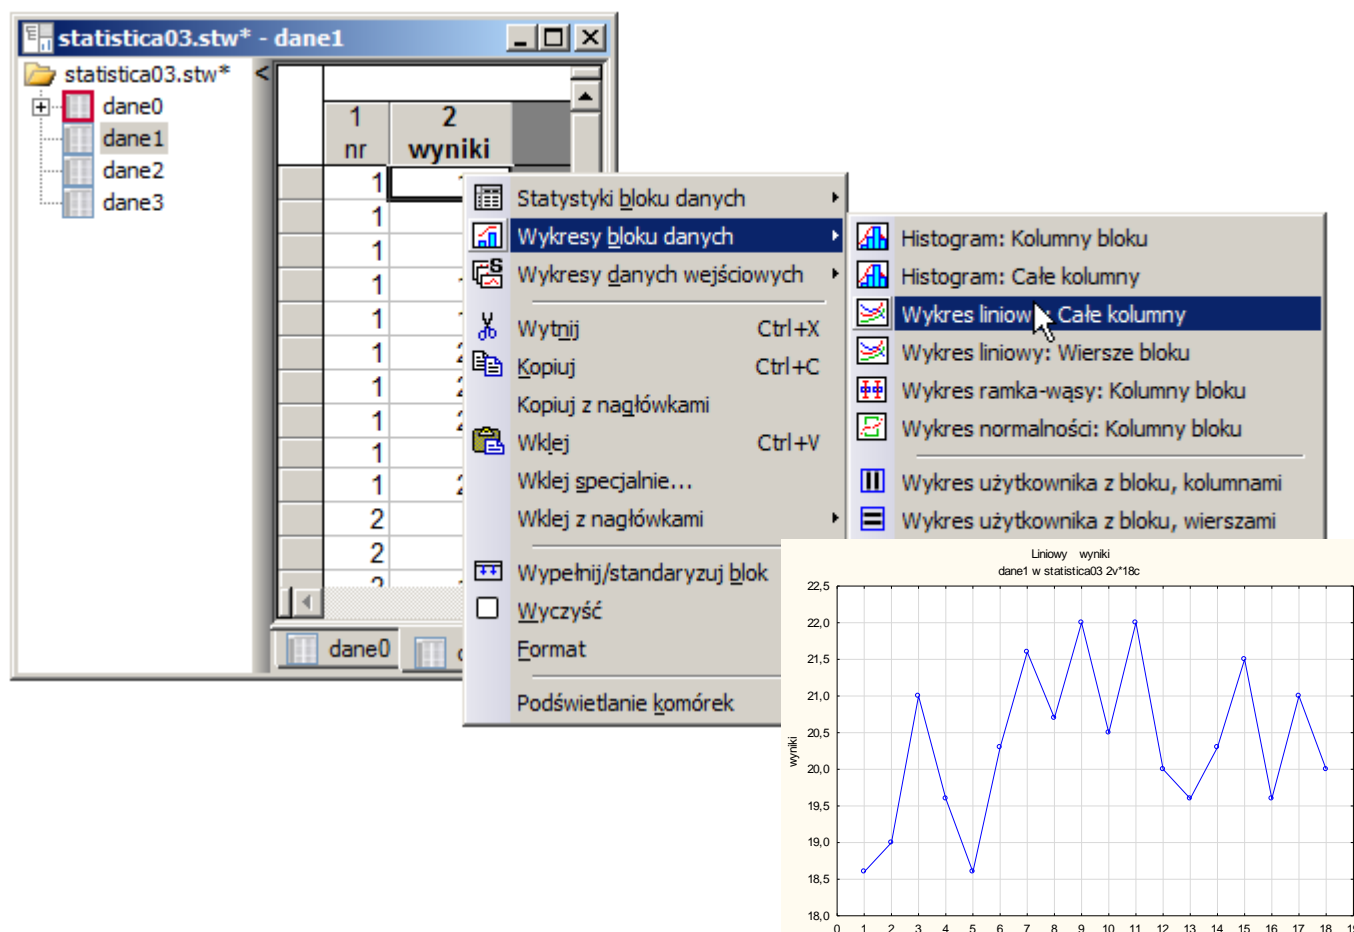 statistica03.stw* - dane1
statistica03.stw*
dane0
dane1
dane2
dane3
<
1 2
nr wyniki
1
1
1
1
1
1
1
1
1
1
2
2
dane0
Statystyki bloku danych
Wykresy bloku danych
Wykresy danych wejściowych
Wytnij Ctrl+X
Kopiuj Ctrl+C
Kopiuj z nagłówkami
Wklej Ctrl+V
Wklej specjalnie...
Wklej z nagłówkami
Wypełnij/standaryzuj blok
Wyczyść
Format
Podświetlanie komórek
Histogram: Kolumny bloku
Histogram: Całe kolumny
Wykres liniowy: Całe kolumny
Wykres liniowy: Wiersze bloku
Wykres ramka-wąsy: Kolumny bloku
Wykres normalności: Kolumny bloku
Wykres użytkownika z bloku, kolumnami
Wykres użytkownika z bloku, wierszami
Liniowy wyniki
dane1 w statistica03 2v*18c
22,5
22,0
21,5
21,0
20,5
20,0
19,5
19,0
18,5
18,0
wyniki
0 1 2 3 4 5 6 7 8 9 10 11 12 13 14 15 16 17 18 19